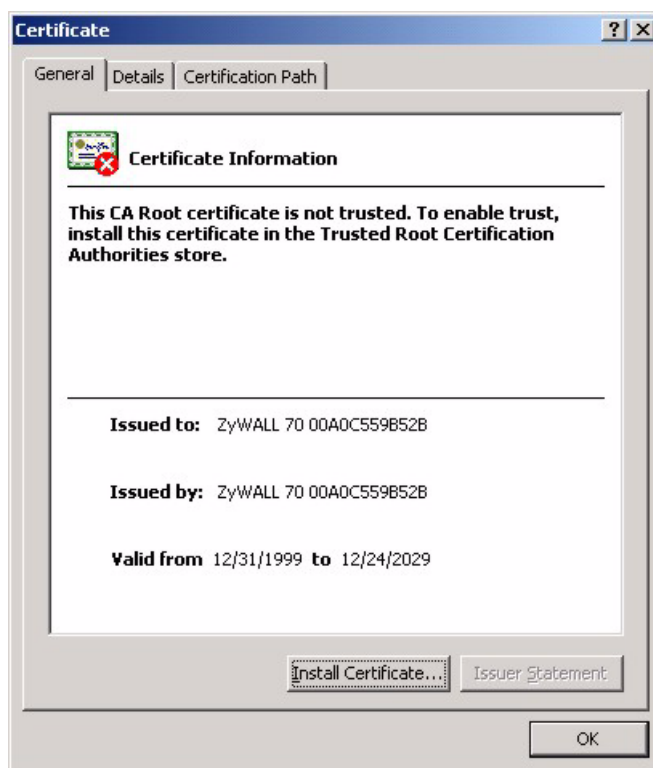 Certificate
General Details Certification Path
Certificate Information
This CA Root certificate is not trusted. To enable trust,
install this certificate in the Trusted Root Certification
Authorities store.
Issued to: ZyWALL 70 00A0C559B52B
Issued by: ZyWALL 70 00A0C559B52B
Valid from 12/31/1999 to 12/24/2029
Install Certificate... Issuer Statement
OK